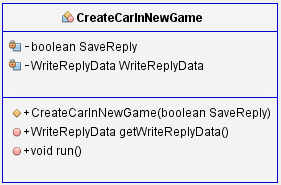 CreateCarInNewGame
-boolean SaveReply
-WriteReplyData WriteReplyData
+CreateCarInNewGame(boolean SaveReply)
+WriteReplyData getWriteReplyData()
+void run()